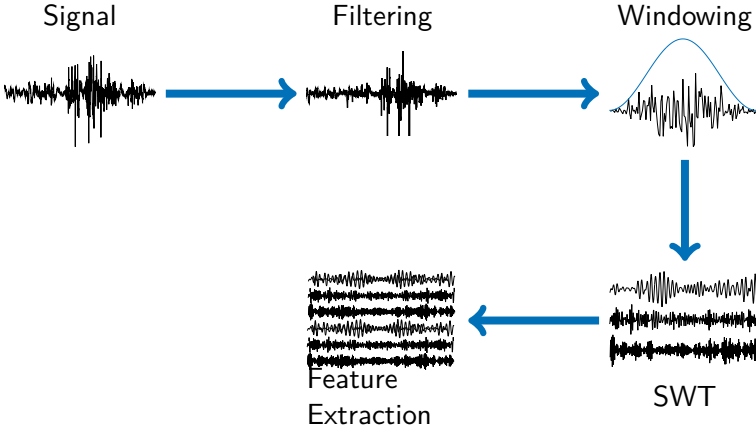 Signal
Filtering
Windowing
SWT
Feature
Extraction